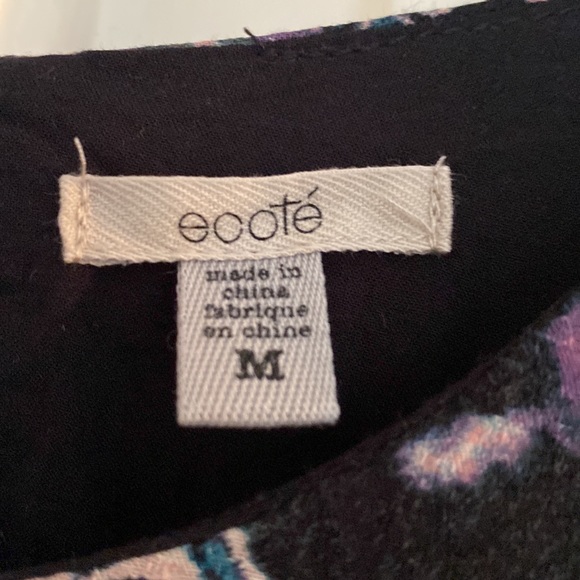 ecoté
made in
china
fabriqué
en chine
M